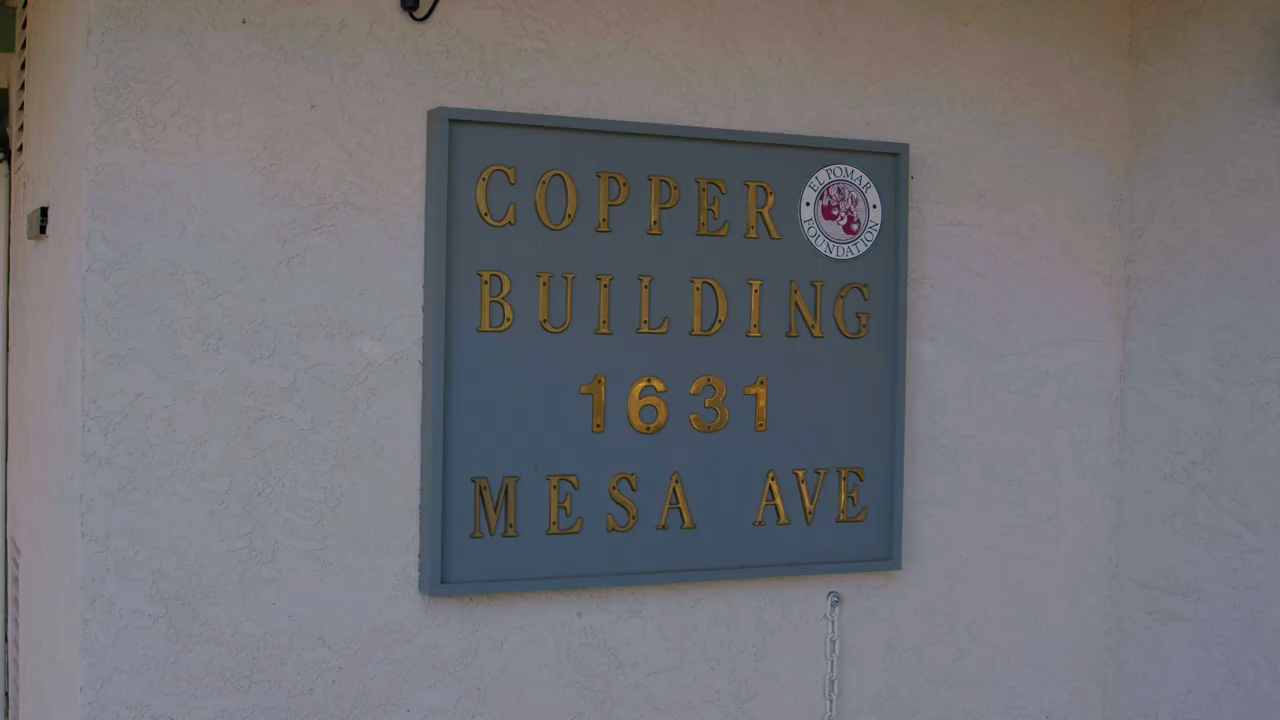 COPPER
EL POMAR
FOUNDATION
BUILDING
1631
MESA AVE